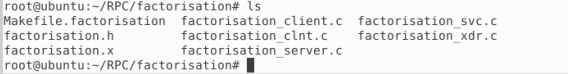 root@ubuntu:~/RPC/factorisation# ls
Makefile.factorisation  factorisation_client.c  factorisation_svc.c
factorisation.h         factorisation_clnt.c    factorisation_xdr.c
factorisation.x         factorisation_server.c
root@ubuntu:~/RPC/factorisation#